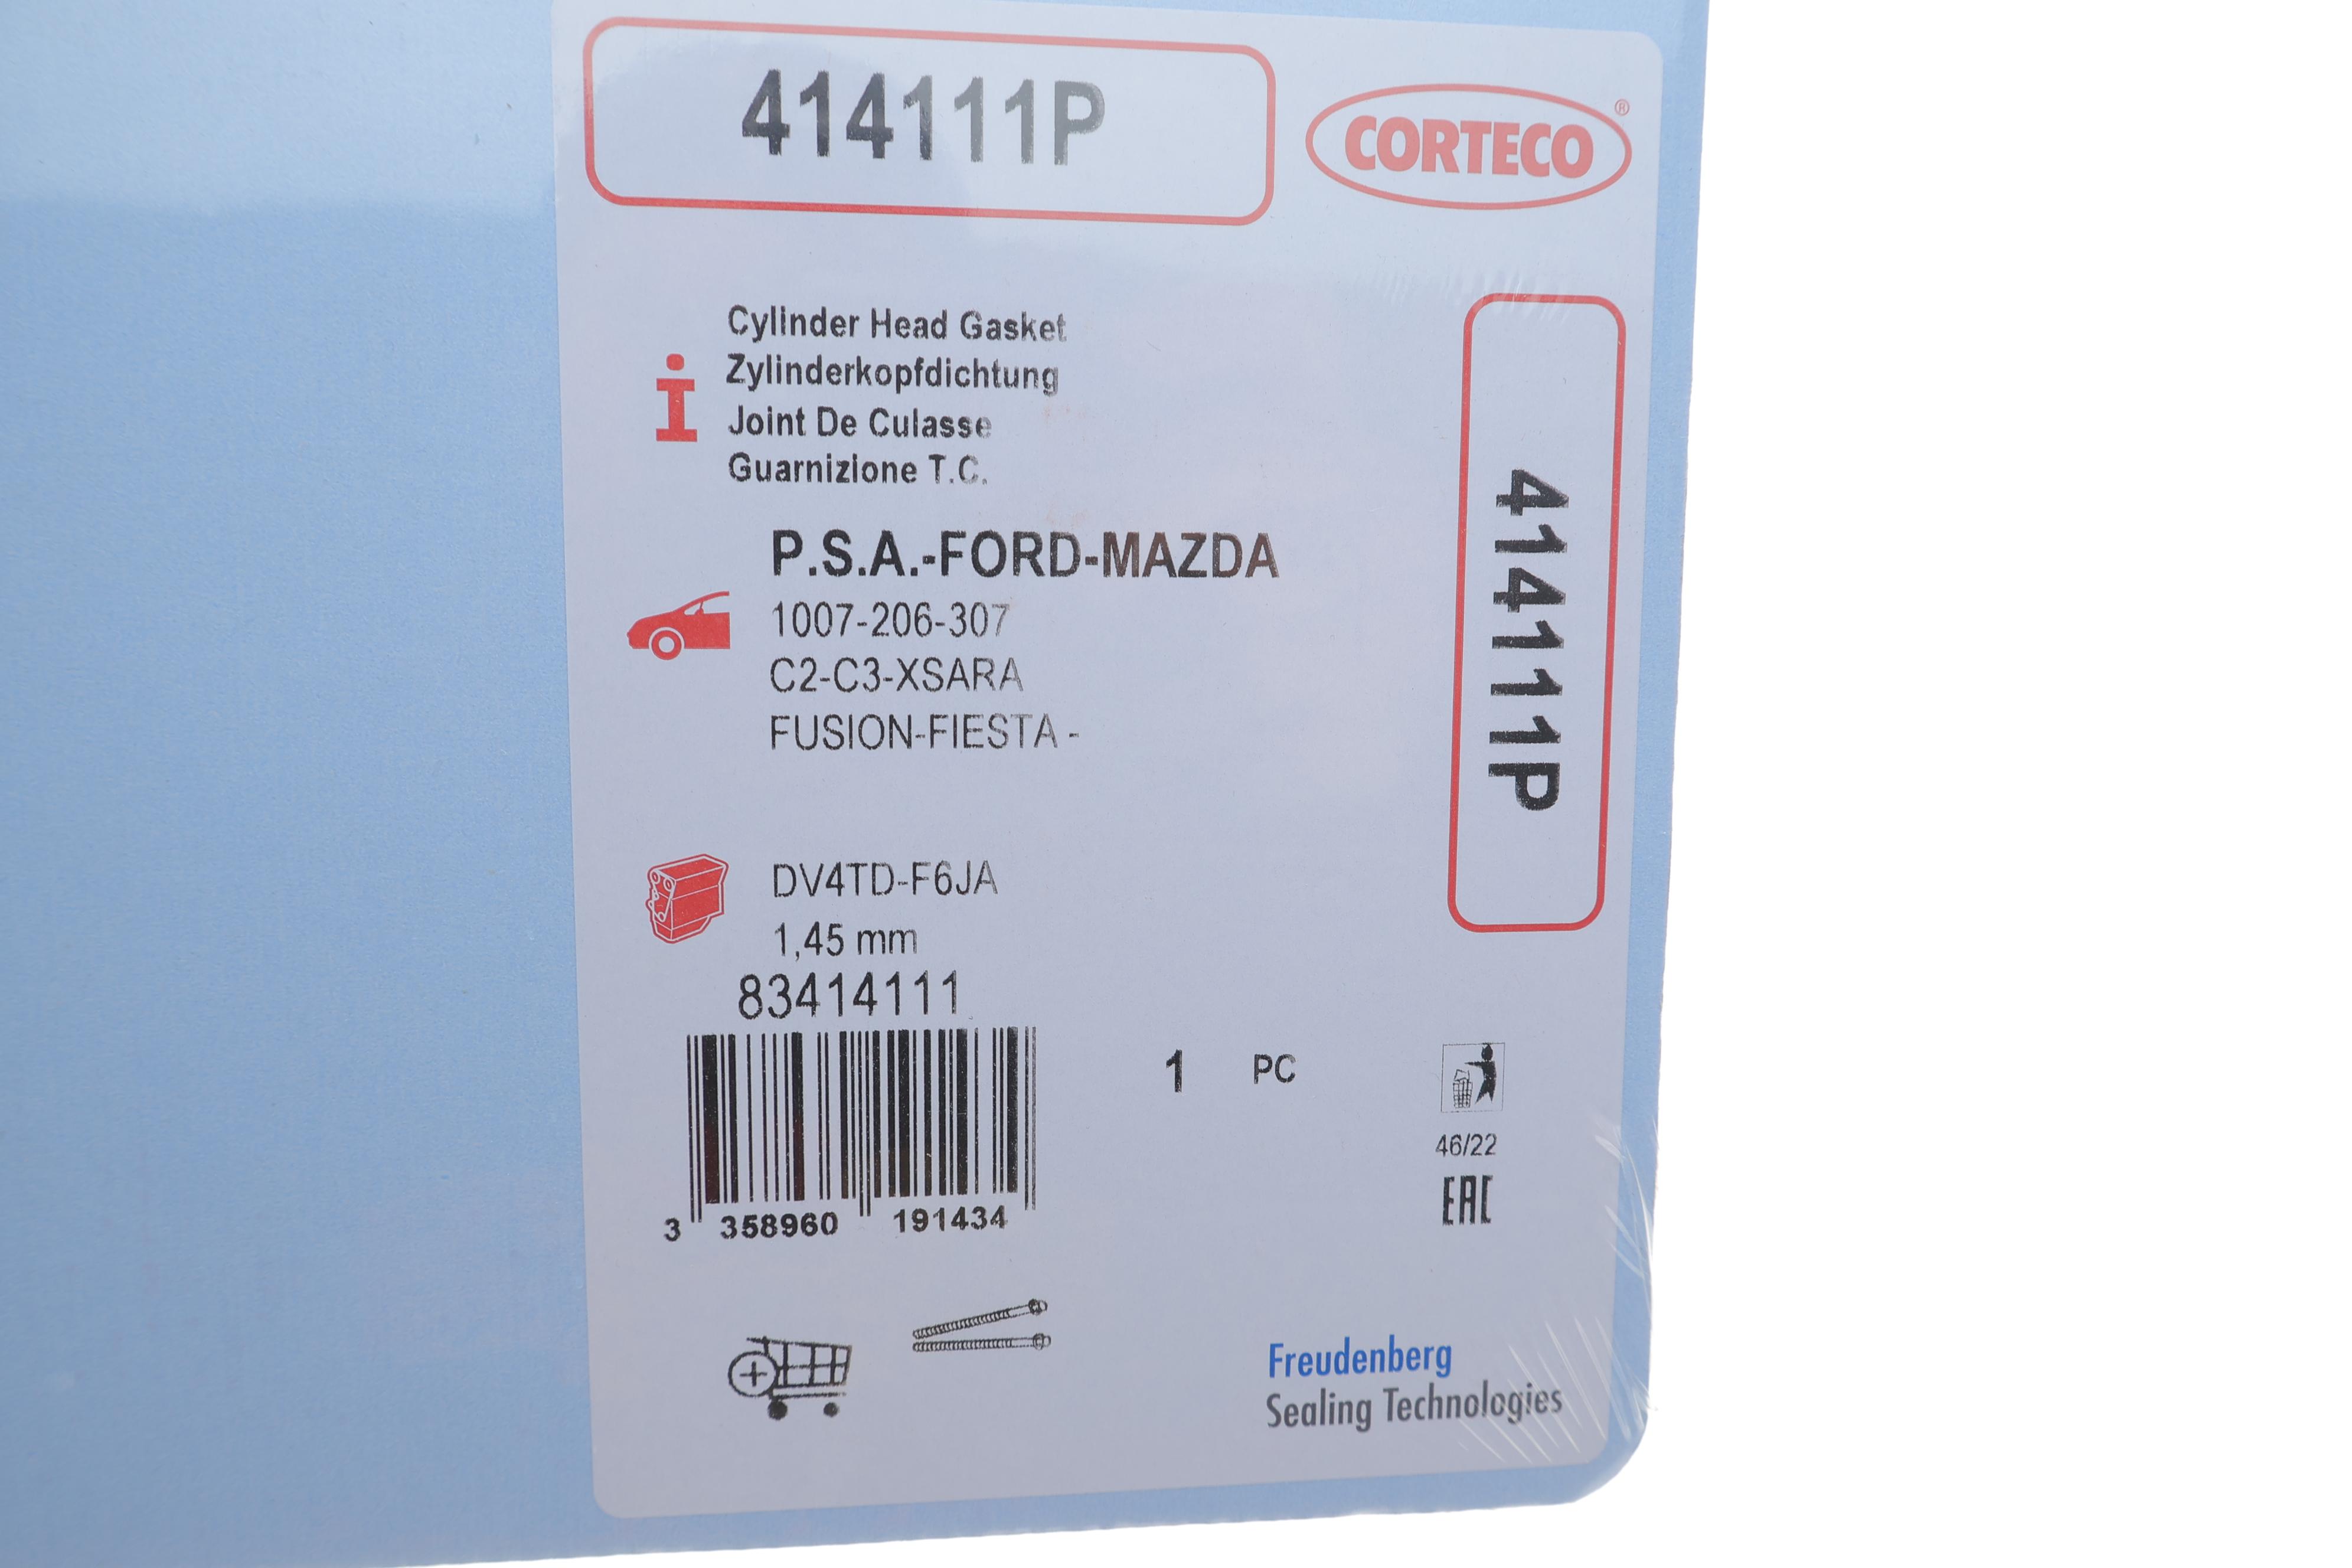 414111P
CORTECO®
Cylinder Head Gasket
Zylinderkopfdichtung
Joint De Culasse
Guarnizione T.C.
P.S.A.-FORD-MAZDA
1007-206-307
C2-C3-XSARA
FUSION-FIESTA -
414111P
DV4TD-F6JA
1,45 mm
83414111
3 358960 191434
1 PC
46/22
EAC
Freudenberg
Sealing Technologies